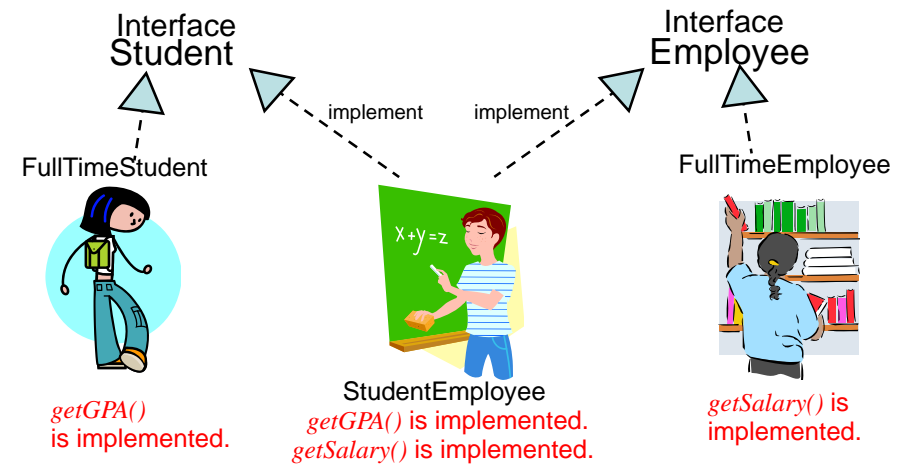 Interface
Student
Interface
Employee
implement
implement
FullTimeStudent
FullTimeEmployee
x+y=z
StudentEmployee
getGPA()
is implemented.
getGPA() is implemented.
getSalary() is implemented.
getSalary() is
implemented.